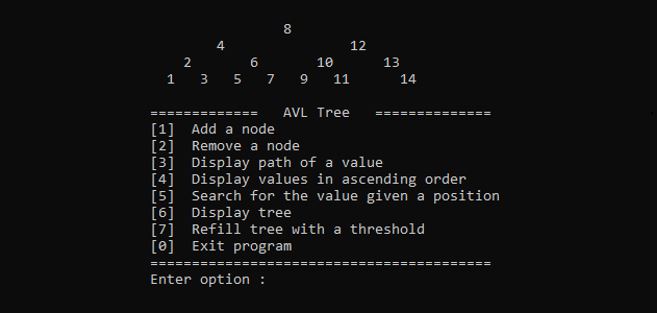 8
4 12
2 6 10 13
1 3 5 7 9 11 14
============= AVL Tree ==============
[1] Add a node
[2] Remove a node
[3] Display path of a value
[4] Display values in ascending order
[5] Search for the value given a position
[6] Display tree
[7] Refill tree with a threshold
[0] Exit program
=========================================
Enter option :